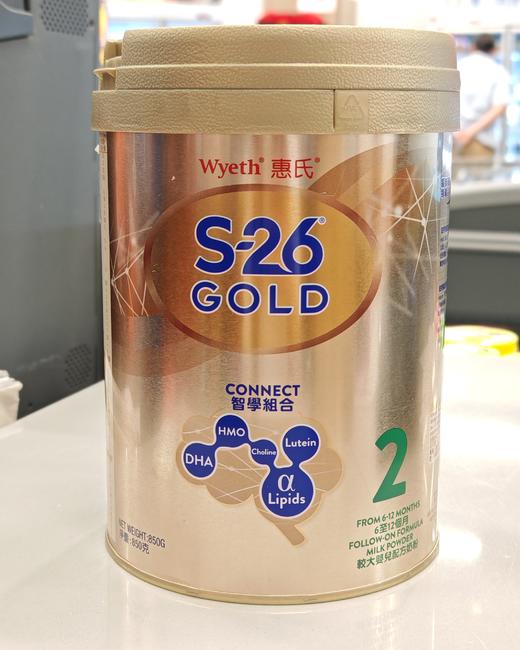 Wyeth® 惠氏®
S-26®
GOLD
CONNECT
智學組合
HMO
Lutein
Choline
DHA
α
Lipids
2
NET WEIGHT:850G
淨重:850克
FROM 6-12 MONTHS
6至12個月
FOLLOW-ON FORMULA
MILK POWDER
較大嬰兒配方奶粉